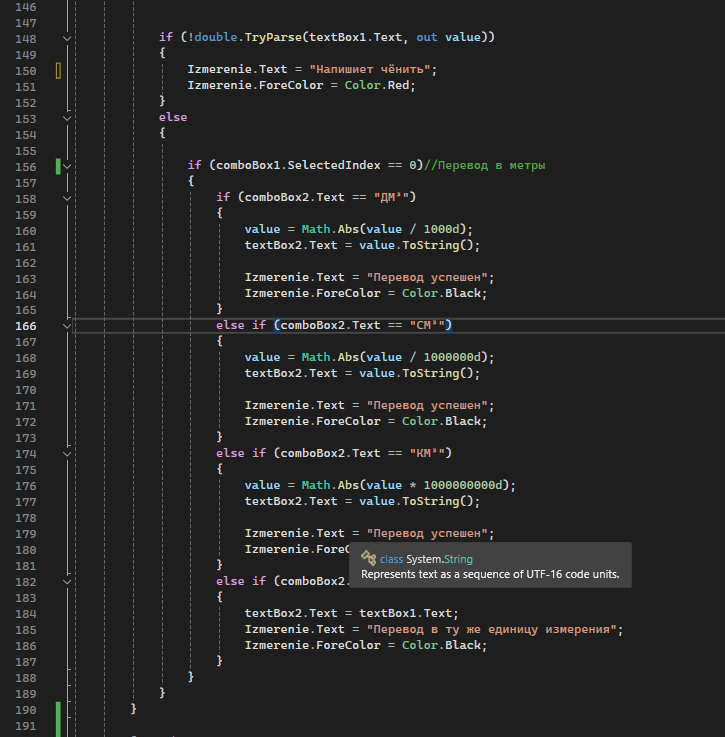 146
147
148 if (!double.TryParse(textBox1.Text, out value))
149 {
150 Izmerenie.Text = "Напишиет чёнить";
151 Izmerenie.ForeColor = Color.Red;
152 }
153 else
154 {
155
156 if (comboBox1.SelectedIndex == 0)//Перевод в метры
157 {
158 if (comboBox2.Text == "ДМ³")
159 {
160 value = Math.Abs(value / 1000d);
161 textBox2.Text = value.ToString();
162
163 Izmerenie.Text = "Перевод успешен";
164 Izmerenie.ForeColor = Color.Black;
165 }
166 else if (comboBox2.Text == "СМ³")
167 {
168 value = Math.Abs(value / 1000000d);
169 textBox2.Text = value.ToString();
170
171 Izmerenie.Text = "Перевод успешен";
172 Izmerenie.ForeColor = Color.Black;
173 }
174 else if (comboBox2.Text == "КМ³")
175 {
176 value = Math.Abs(value * 1000000000d);
177 textBox2.Text = value.ToString();
178
179 Izmerenie.Text = "Перевод успешен";
180 Izmerenie.ForeC
class System.String
Represents text as a sequence of UTF-16 code units.
181 }
182 else if (comboBox2.
183 {
184 textBox2.Text = textBox1.Text;
185 Izmerenie.Text = "Перевод в ту же единицу измерения";
186 Izmerenie.ForeColor = Color.Black;
187 }
188 }
189 }
190 }
191